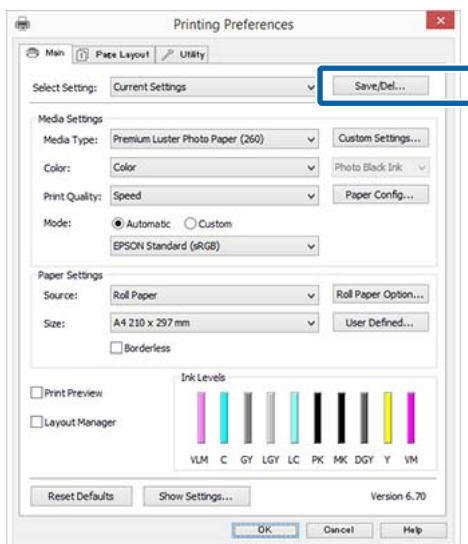 Printing Preferences
Main Page Layout Utility
Select Setting: Current Settings Save/Del...
Media Settings
Media Type: Premium Luster Photo Paper (260) Custom Settings...
Color: Color Photo Black Ink
Print Quality: Speed Paper Config...
Mode: Automatic Custom
EPSON Standard (sRGB)
Paper Settings
Source: Roll Paper Roll Paper Option...
Size: A4 210 x 297 mm User Defined...
Borderless
Ink Levels
Print Preview
Layout Manager
VLM C GY LGY LC PK MK DGY Y VM
Reset Defaults Show Settings... Version 6.70
OK Cancel Help